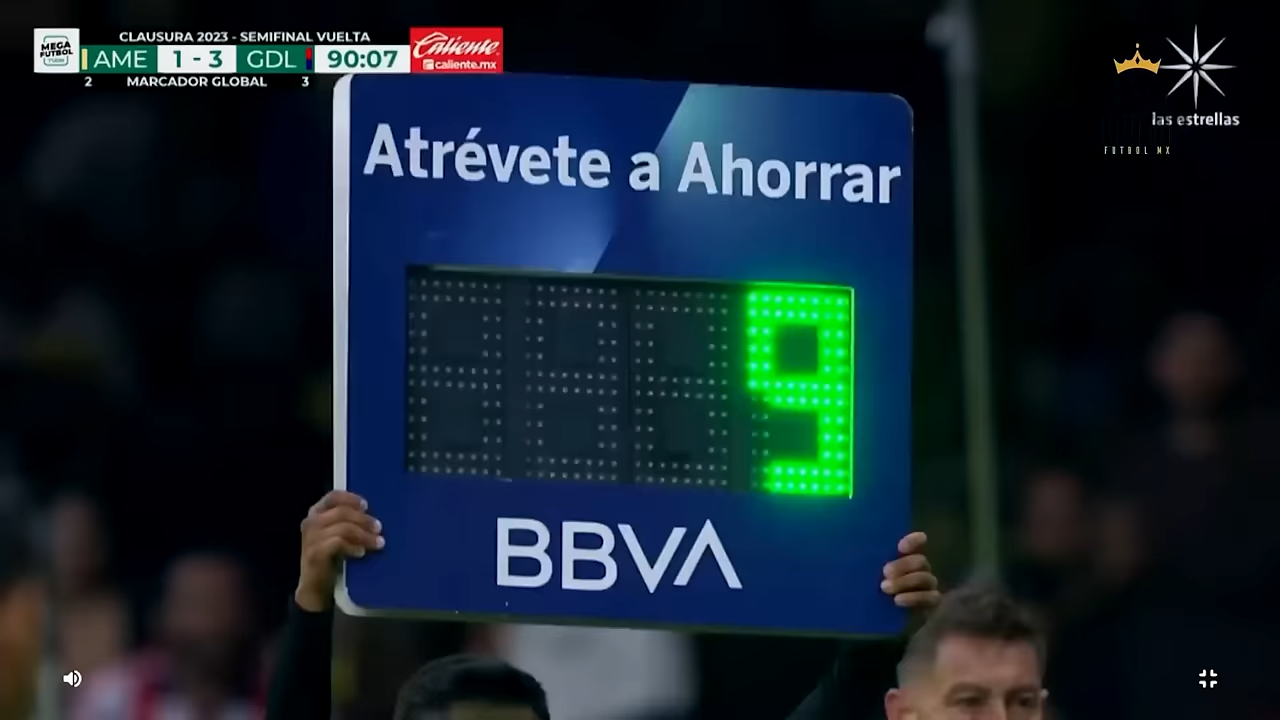 CLAUSURA 2023 - SEMIFINAL VUELTA
MEGA
FUTBOL
AME 1 - 3 GDL 90:07
2 MARCADOR GLOBAL 3
Caliente
caliente.mx
las estrellas
FUTBOL MX
Atrévete a Ahorrar
9
BBVA